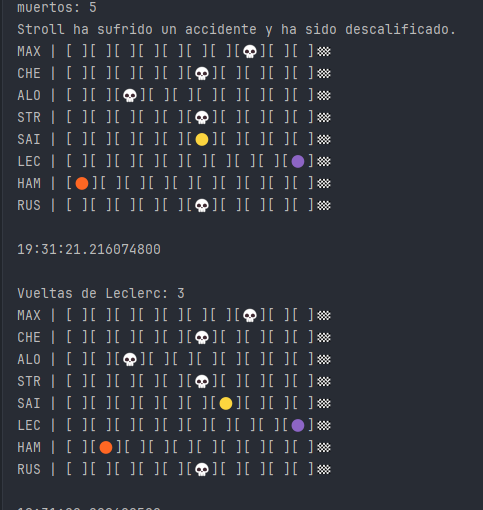 muertos: 5
Stroll ha sufrido un accidente y ha sido descalificado.
MAX | [ ][ ][ ][ ][ ][ ][ ][💀][ ][ ]🏁
CHE | [ ][ ][ ][ ][ ][💀][ ][ ][ ][ ]🏁
ALO | [ ][ ][💀][ ][ ][ ][ ][ ][ ][ ]🏁
STR | [ ][ ][ ][ ][ ][💀][ ][ ][ ][ ]🏁
SAI | [ ][ ][ ][ ][ ][🟡][ ][ ][ ][ ]🏁
LEC | [ ][ ][ ][ ][ ][ ][ ][ ][ ][🟣]🏁
HAM | [🟠][ ][ ][ ][ ][ ][ ][ ][ ][ ]🏁
RUS | [ ][ ][ ][ ][ ][💀][ ][ ][ ][ ]🏁
19:31:21.216074800
Vueltas de Leclerc: 3
MAX | [ ][ ][ ][ ][ ][ ][ ][💀][ ][ ]🏁
CHE | [ ][ ][ ][ ][ ][💀][ ][ ][ ][ ]🏁
ALO | [ ][ ][💀][ ][ ][ ][ ][ ][ ][ ]🏁
STR | [ ][ ][ ][ ][ ][💀][ ][ ][ ][ ]🏁
SAI | [ ][ ][ ][ ][ ][ ][🟡][ ][ ][ ]🏁
LEC | [ ][ ][ ][ ][ ][ ][ ][ ][ ][🟣]🏁
HAM | [ ][🟠][ ][ ][ ][ ][ ][ ][ ][ ]🏁
RUS | [ ][ ][ ][ ][ ][💀][ ][ ][ ][ ]🏁